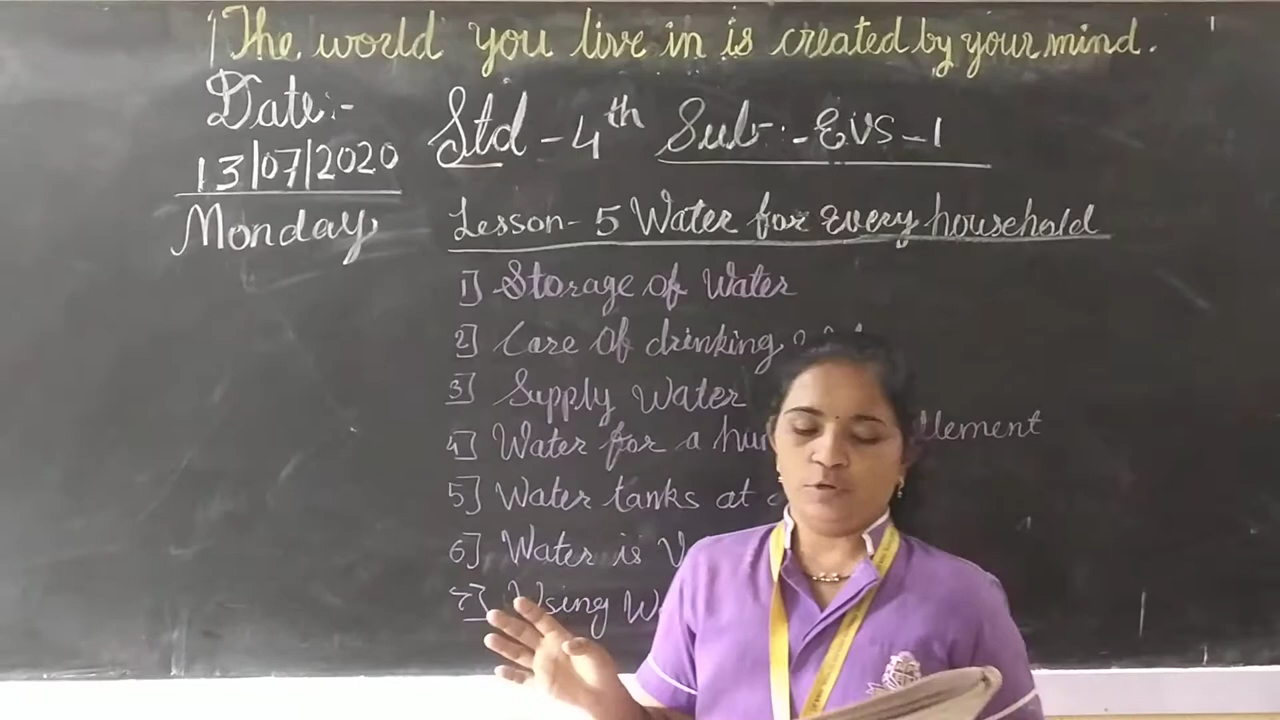 The world you live in is created by your mind.
Date:-
13/07/2020
Monday
Std - 4th Sub:- EVS-1
Lesson- 5 Water for Every household
1] Storage of Water
2] Care of drinking
3] Supply Water
4] Water for a
5] Water tanks at
6] Water is
7] Using